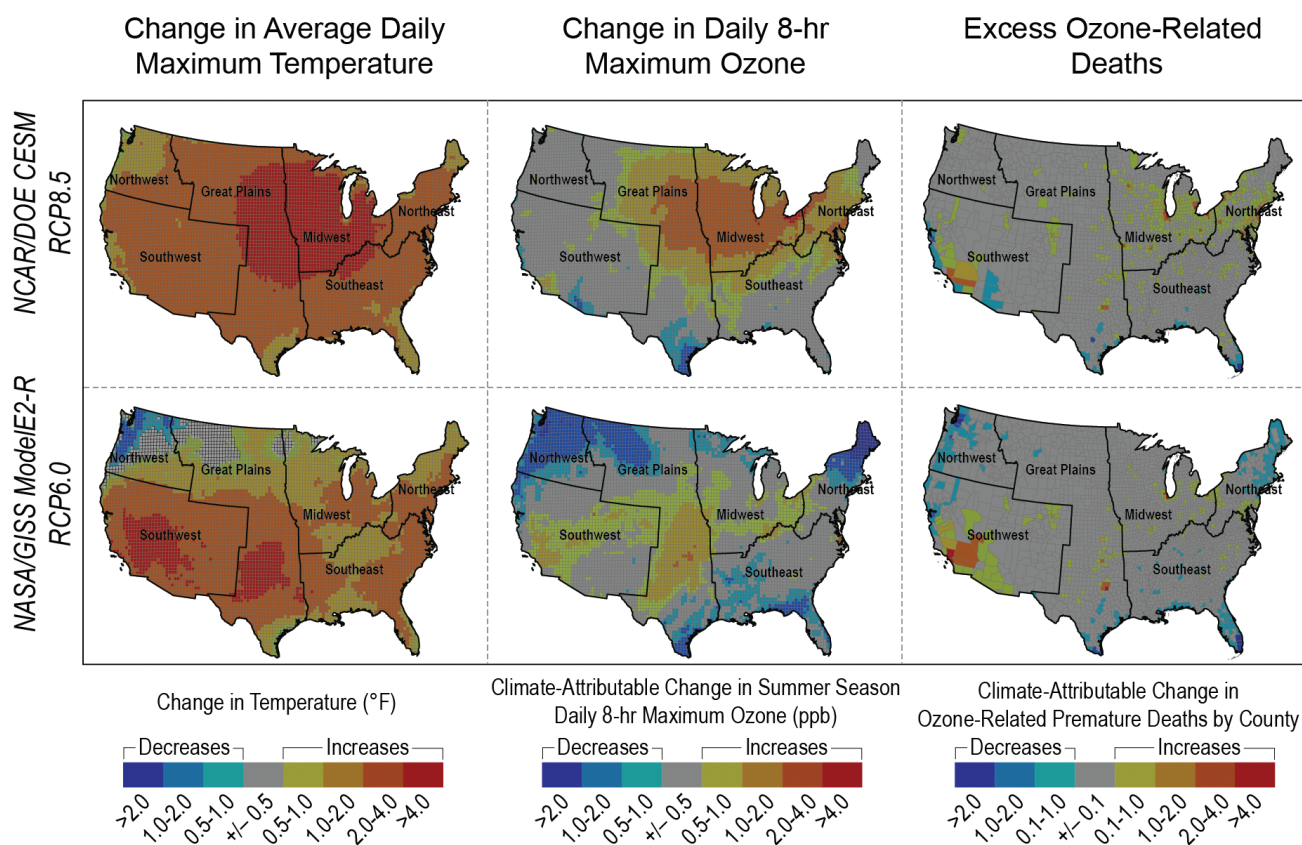 Change in Average Daily
Maximum Temperature
Change in Daily 8-hr
Maximum Ozone
Excess Ozone-Related
Deaths
NCAR/DOE CESM
RCP8.5
Northwest
Great Plains
Northeast
Midwest
Southwest
Southeast
Northwest
Great Plains
Northeast
Midwest
Southwest
Southeast
Northwest
Great Plains
Northeast
Midwest
Southwest
Southeast
NASA/GISS ModelE2-R
RCP6.0
Northwest
Great Plains
Northeast
Midwest
Southwest
Southeast
Northwest
Great Plains
Northeast
Midwest
Southwest
Southeast
Northwest
Great Plains
Northeast
Midwest
Southwest
Southeast
Change in Temperature (°F)
Decreases
Increases
>2.0
1.0-2.0
0.5-1.0
+/– 0.5
0.5-1.0
1.0-2.0
2.0-4.0
>4.0
Climate-Attributable Change in Summer Season
Daily 8-hr Maximum Ozone (ppb)
Decreases
Increases
>2.0
1.0-2.0
0.5-1.0
+/– 0.5
0.5-1.0
1.0-2.0
2.0-4.0
>4.0
Climate-Attributable Change in
Ozone-Related Premature Deaths by County
Decreases
Increases
>2.0
1.0-2.0
0.1-1.0
+/– 0.1
0.1-1.0
1.0-2.0
2.0-4.0
>4.0